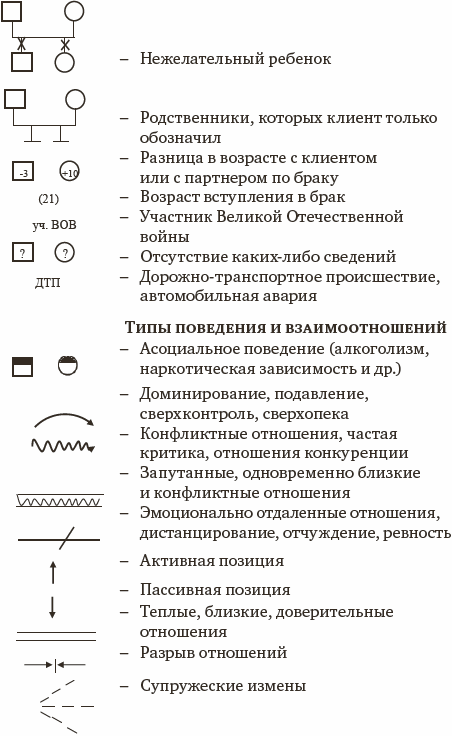 – Нежелательный ребенок
– Родственники, которых клиент только
обозначил
-3 +10 – Разница в возрасте с клиентом
или с партнером по браку
(21) – Возраст вступления в брак
уч. ВОВ – Участник Великой Отечественной
войны
? ? – Отсутствие каких-либо сведений
ДТП – Дорожно-транспортное происшествие,
автомобильная авария
Типы поведения и взаимоотношений
– Асоциальное поведение (алкоголизм,
наркотическая зависимость и др.)
– Доминирование, подавление,
сверхконтроль, сверхопека
– Конфликтные отношения, частая
критика, отношения конкуренции
– Запутанные, одновременно близкие
и конфликтные отношения
– Эмоционально отдаленные отношения,
дистанцирование, отчуждение, ревность
– Активная позиция
– Пассивная позиция
– Теплые, близкие, доверительные
отношения
– Разрыв отношений
– Супружеские измены